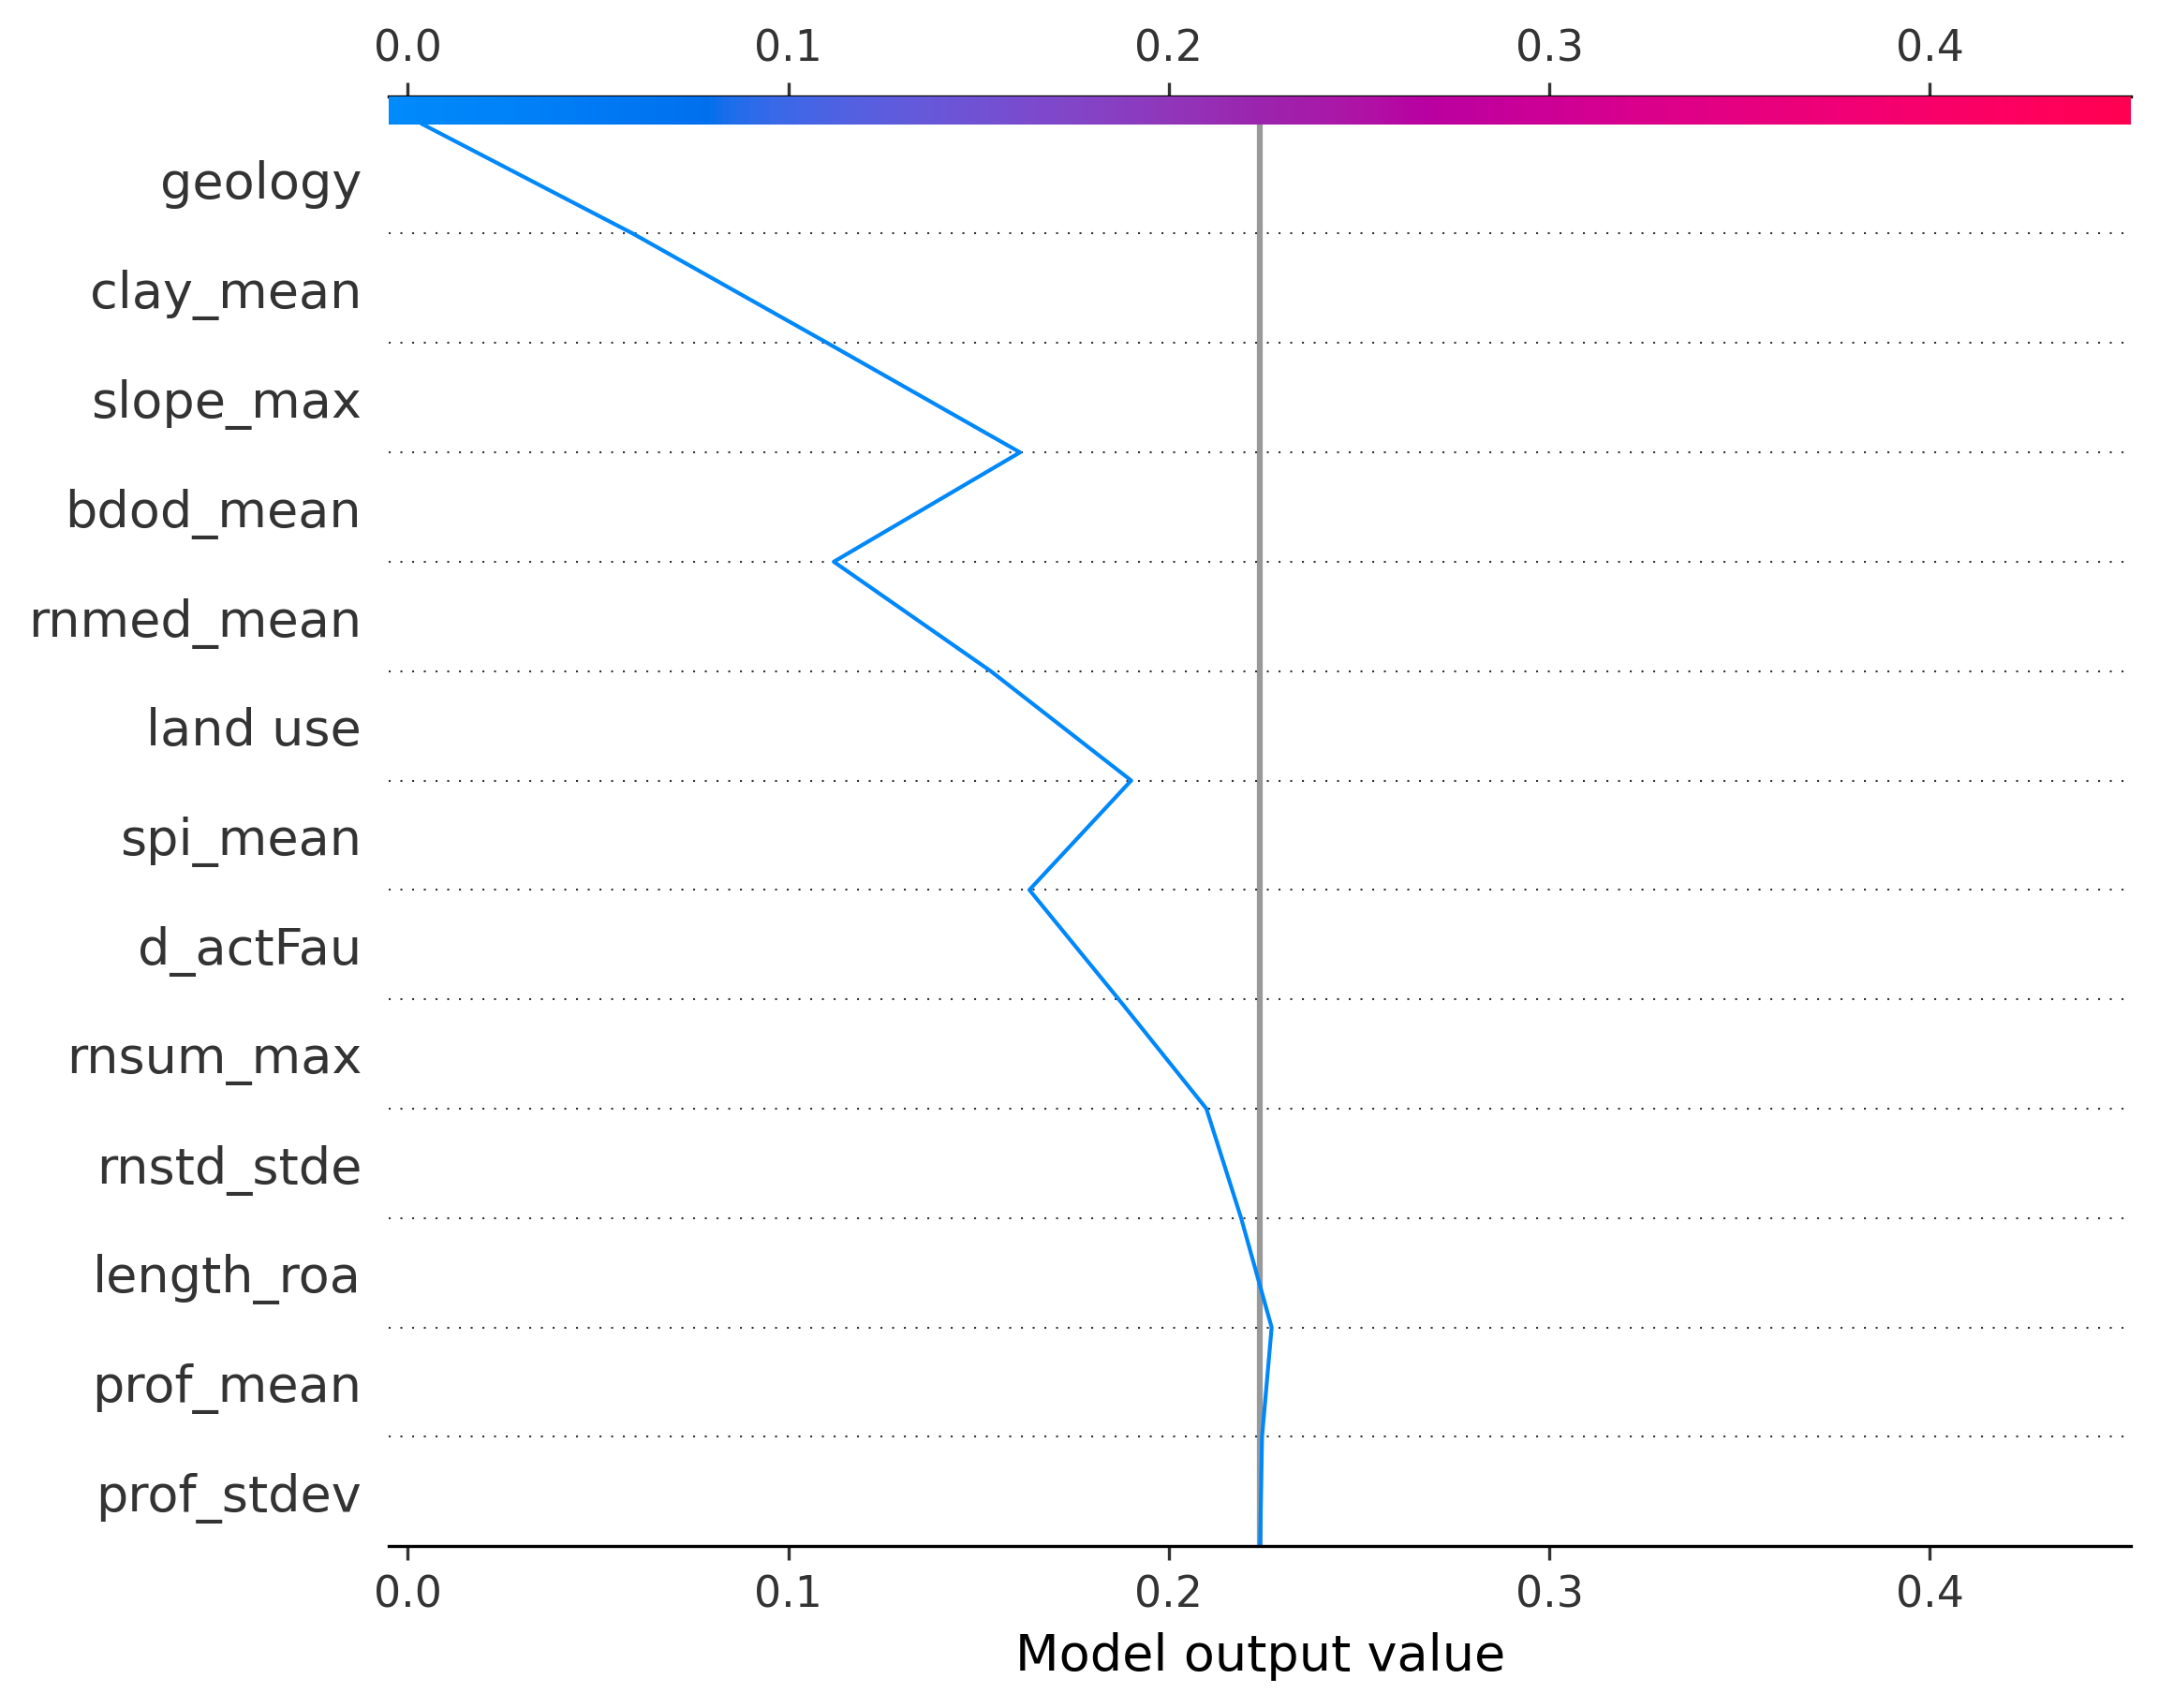 0.0 0.1 0.2 0.3 0.4
geology
clay_mean
slope_max
bdod_mean
rnmed_mean
land use
spi_mean
d_actFau
rnsum_max
rnstd_stde
length_roa
prof_mean
prof_stdev
0.0 0.1 0.2 0.3 0.4
Model output value